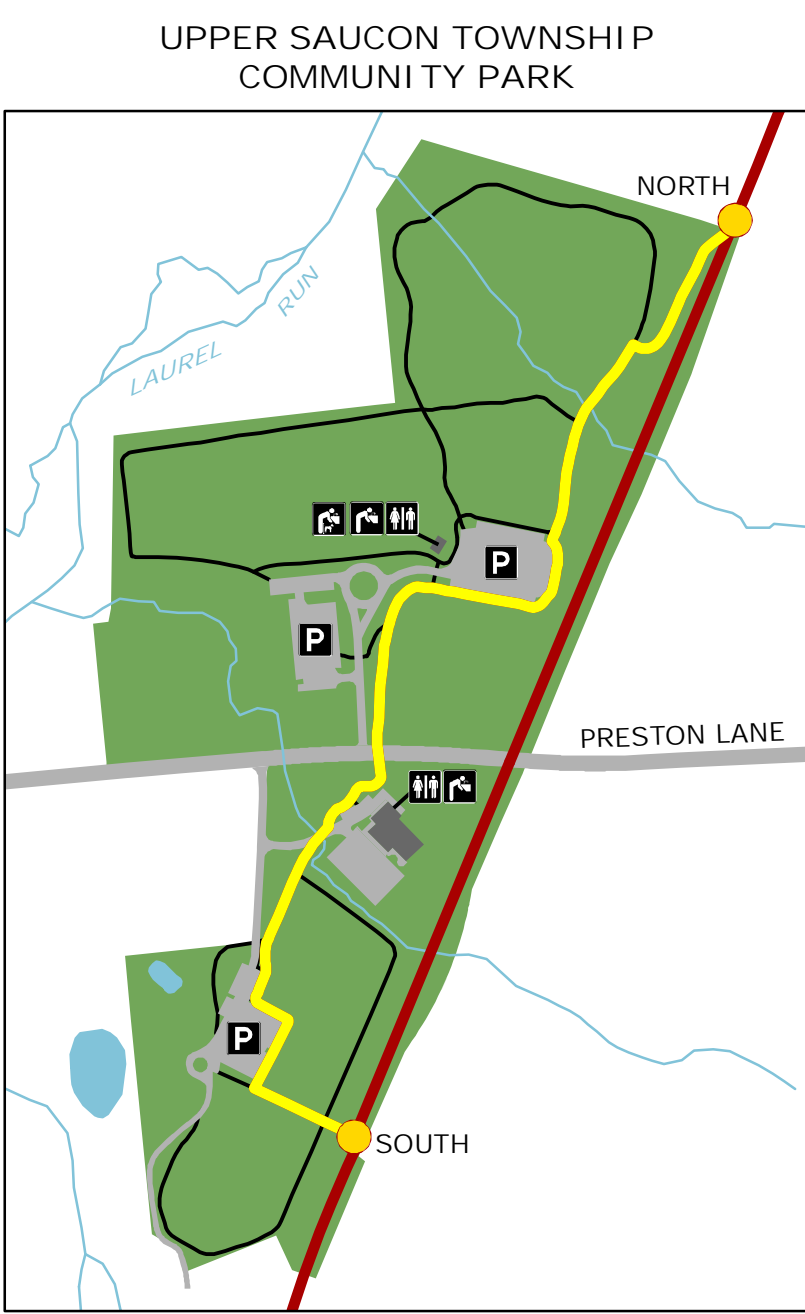 UPPER SAUCON TOWNSHIP
COMMUNITY PARK
NORTH
LAUREL RUN
P
P
PRESTON LANE
P
SOUTH